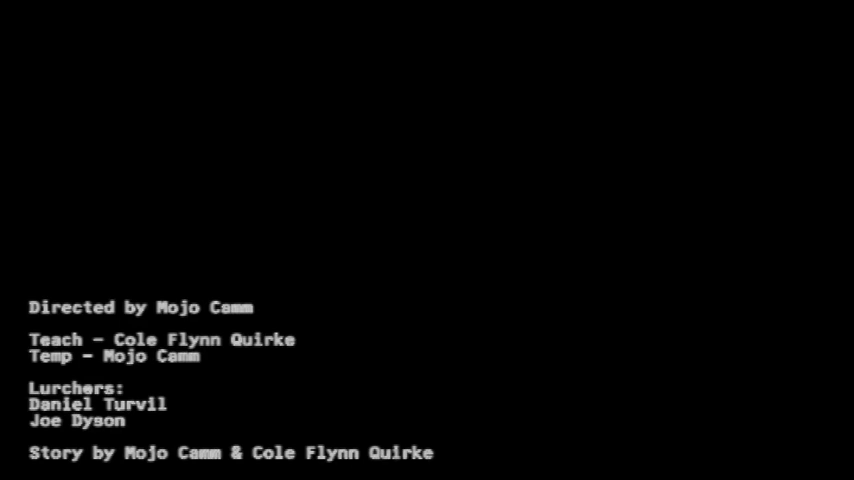 Directed by Mojo Camm
Teach - Cole Flynn Quirke
Temp - Mojo Camm
Lurchers:
Daniel Turvil
Joe Dyson
Story by Mojo Camm & Cole Flynn Quirke